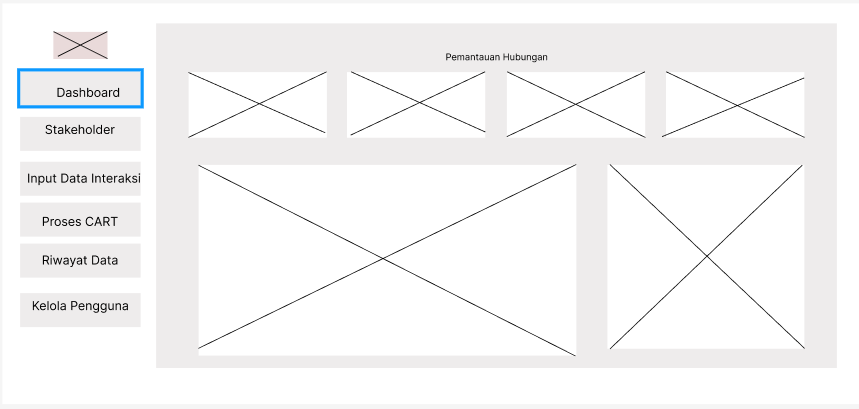 Pemantauan Hubungan
Dashboard
Stakeholder
Input Data Interaksi
Proses CART
Riwayat Data
Kelola Pengguna